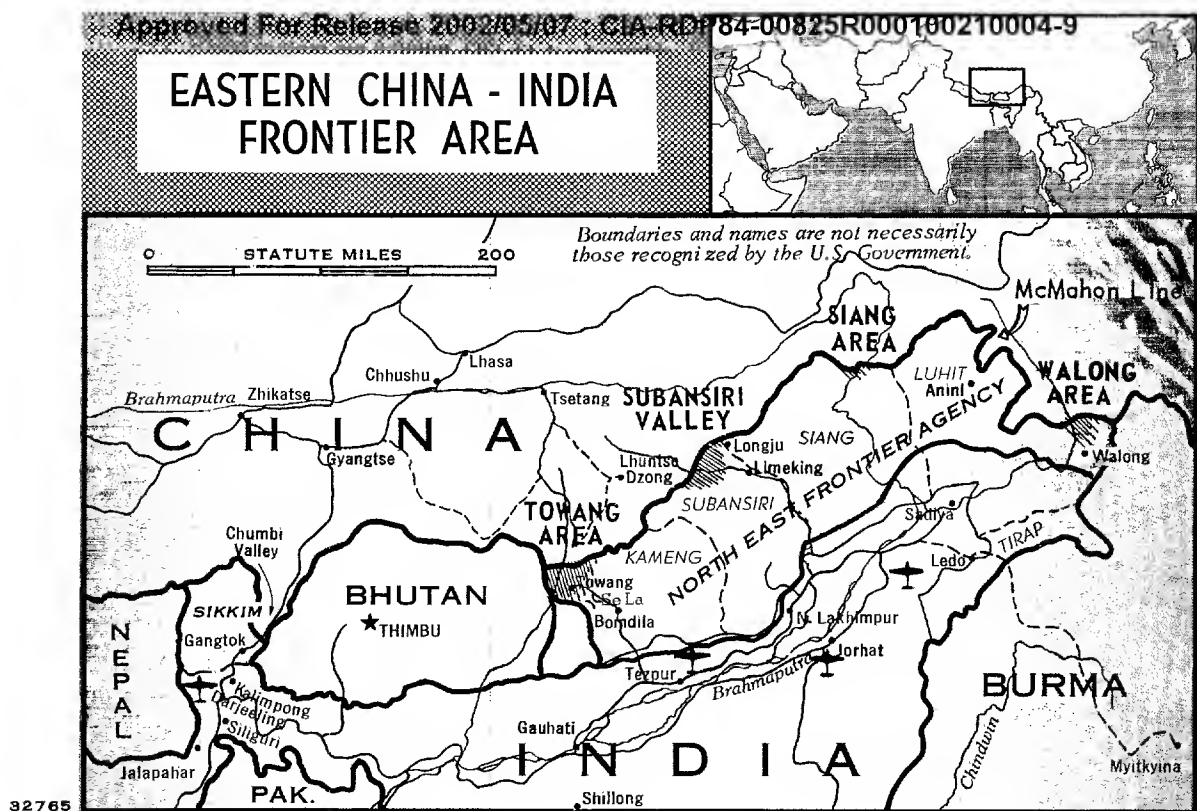 Approved For Release 2002/05/07 : CIA-RDP84-00825R000100210004-9
EASTERN CHINA - INDIA
FRONTIER AREA
0 STATUTE MILES 200
Boundaries and names are not necessarily
those recognized by the U.S. Government.
McMahon Line
SIANG
AREA
Lhasa
Chhushu
LUHIT
Aninl
WALONG
AREA
Brahmaputra
Zhikatse
Tsetang
SUBANSIRI
VALLEY
CHINA
Gyangtse
Longju
SIANG
Limeking
Walong
Lhuntse
Dzong
NORTH EAST FRONTIER AGENCY
TOWANG
AREA
SUBANSIRI
Sadiya
Chumbi
Valley
KAMENG
Ledo
TIRAP
Towang
Se La
Bomdila
BHUTAN
THIMBU
SIKKIM
Gangtok
NEPAL
N. Lakhimpur
Jorhat
Tezpur
Brahmaputra
BURMA
Kalimpong
Darjeeling
Siliguri
Gauhati
INDIA
Chindwin
Jalapahar
Myitkyina
PAK.
Shillong
32765